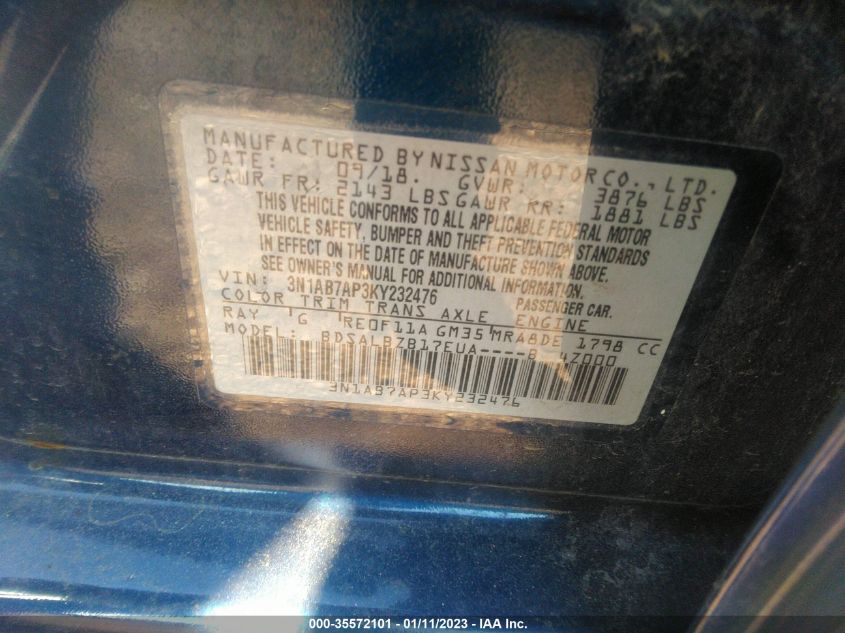 MANUFACTURED BY NISSAN MOTOR CO., LTD.
DATE: 09/18. GVWR: 3876 LBS
GAWR FR: 2143 LBS GAWR RR: 1881 LBS
THIS VEHICLE CONFORMS TO ALL APPLICABLE FEDERAL MOTOR
VEHICLE SAFETY, BUMPER AND THEFT PREVENTION STANDARDS
IN EFFECT ON THE DATE OF MANUFACTURE SHOWN ABOVE.
SEE OWNER'S MANUAL FOR ADDITIONAL INFORMATION.
VIN: 3N1AB7AP3KY232476 PASSENGER CAR.
COLOR TRIM TRANS AXLE ENGINE
RAY G RE0F11A GM35 MRA8DE 1798 CC
MODEL: BDSALBZB17EUA----B 4Z000
3N1AB7AP3KY232476
000-35572101 - 01/11/2023 - IAA Inc.